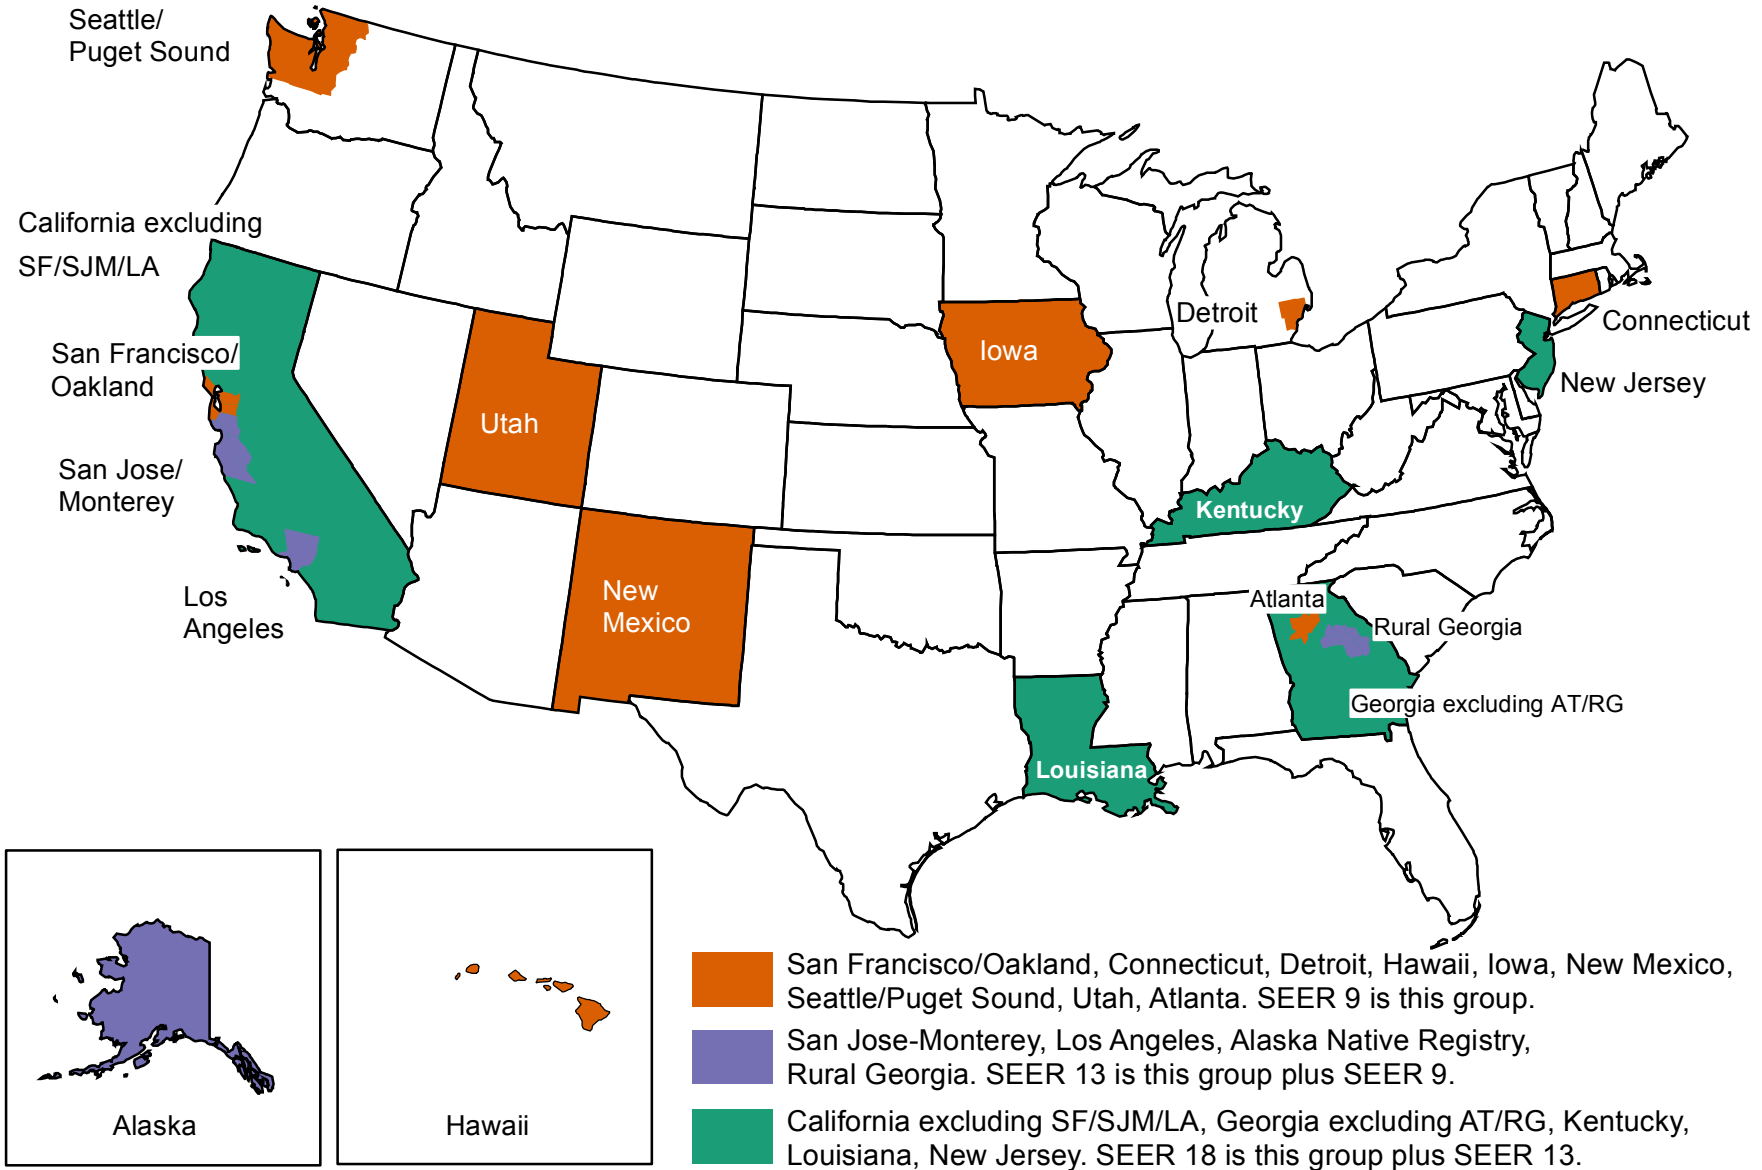 Seattle/
Puget Sound
California excluding
SF/SJM/LA
San Francisco/
Oakland
San Jose/
Monterey
Los
Angeles
Utah
New
Mexico
Iowa
Detroit
Connecticut
New Jersey
Kentucky
Atlanta
Rural Georgia
Georgia excluding AT/RG
Louisiana
Alaska
Hawaii
San Francisco/Oakland, Connecticut, Detroit, Hawaii, Iowa, New Mexico,
Seattle/Puget Sound, Utah, Atlanta. SEER 9 is this group.
San Jose-Monterey, Los Angeles, Alaska Native Registry,
Rural Georgia. SEER 13 is this group plus SEER 9.
California excluding SF/SJM/LA, Georgia excluding AT/RG, Kentucky,
Louisiana, New Jersey. SEER 18 is this group plus SEER 13.